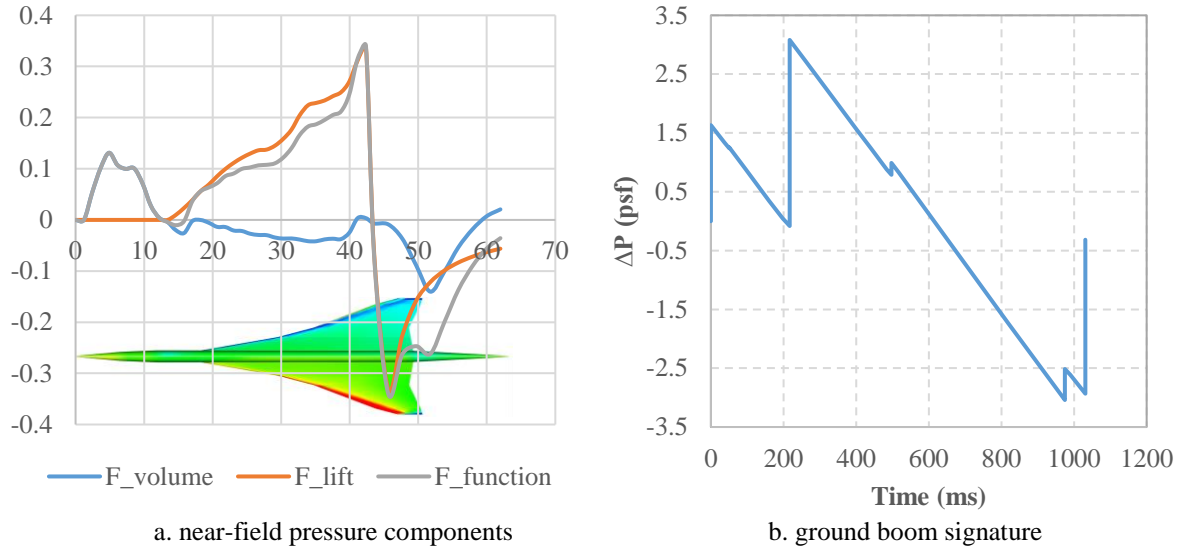 0.4
0.3
0.2
0.1
0
-0.1
-0.2
-0.3
-0.4
0 10 20 30 40 50 60 70
F_volume F_lift F_function
a. near-field pressure components
3.5
2.5
1.5
0.5
-0.5
-1.5
-2.5
-3.5
ΔP (psf)
0 200 400 600 800 1000 1200
Time (ms)
b. ground boom signature